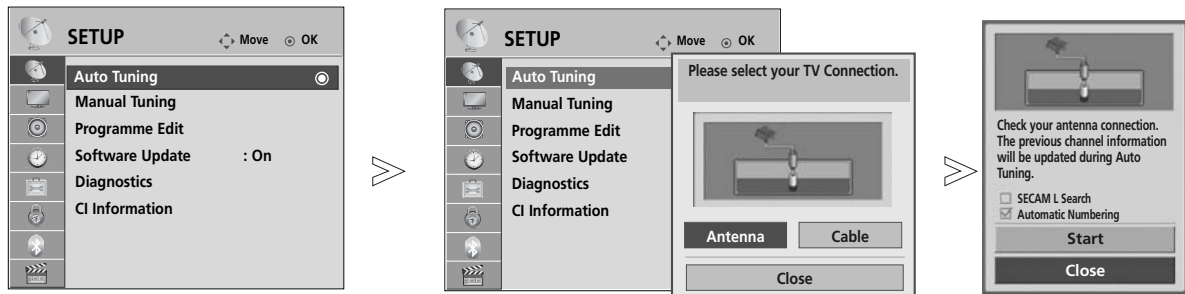 SETUP
Move OK
Auto Tuning
Manual Tuning
Programme Edit
Software Update : On
Diagnostics
CI Information
SETUP
Move OK
Auto Tuning
Manual Tuning
Programme Edit
Software Update
Diagnostics
CI Information
Please select your TV Connection.
Antenna Cable
Close
Check your antenna connection.
The previous channel information
will be updated during Auto
Tuning.
SECAM L Search
Automatic Numbering
Start
Close